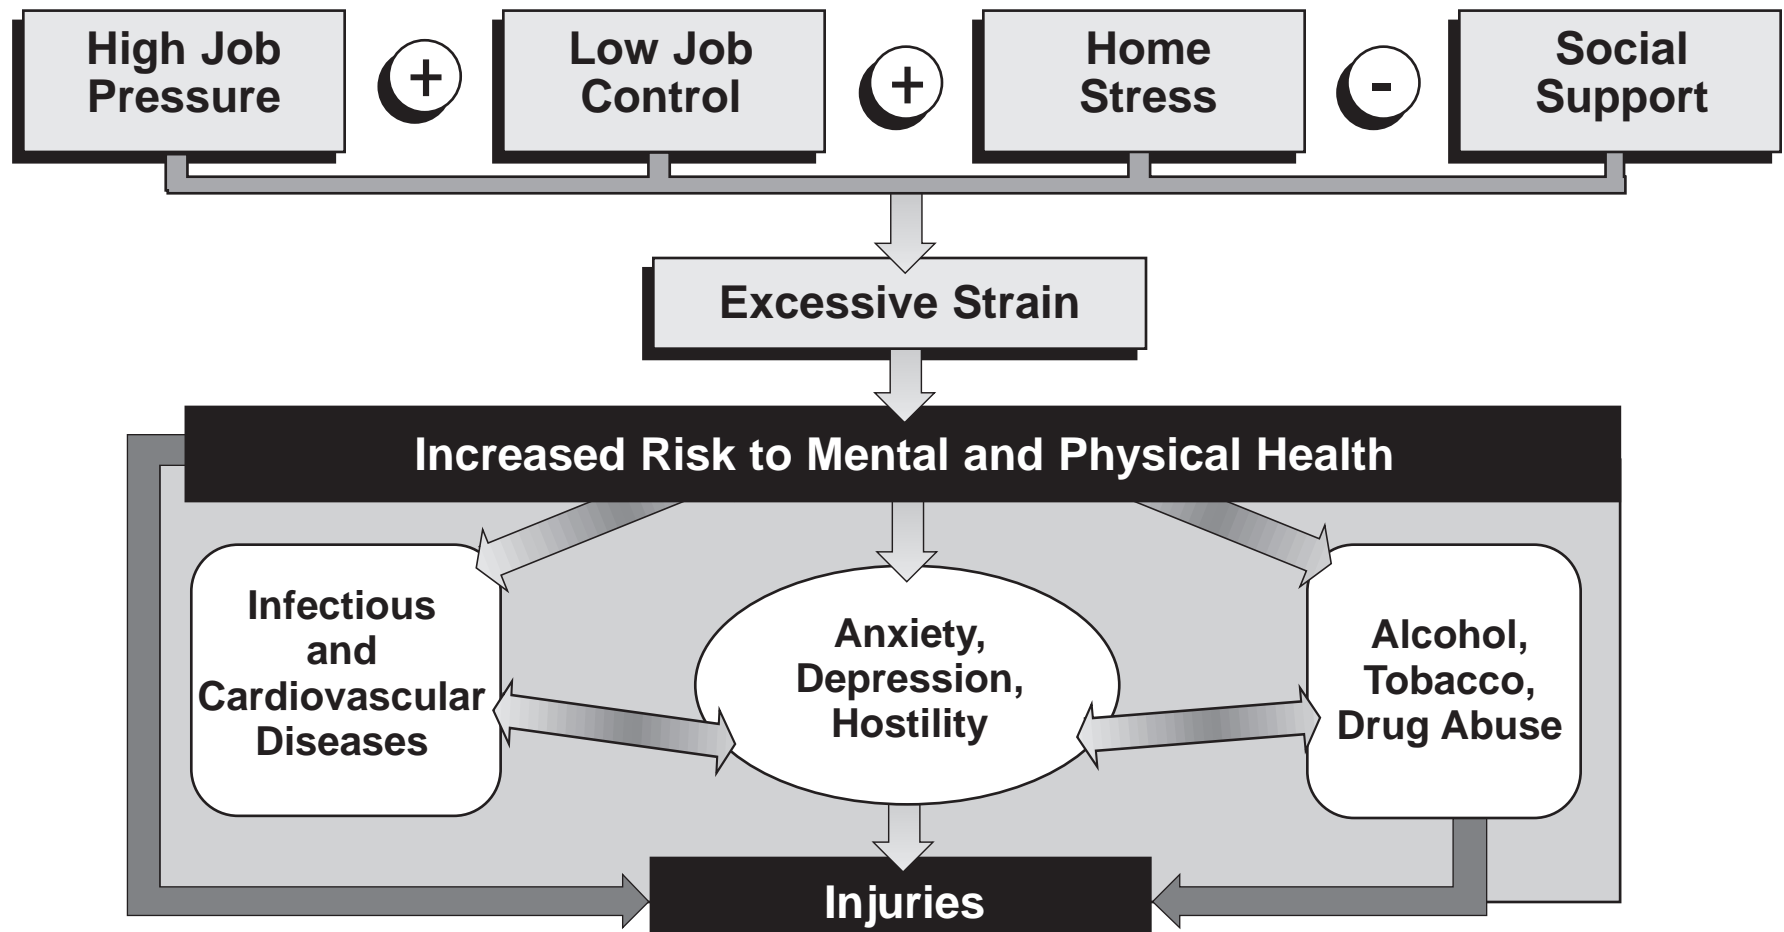 High Job
Pressure
+
Low Job
Control
+
Home
Stress
-
Social
Support
Excessive Strain
Increased Risk to Mental and Physical Health
Infectious
and
Cardiovascular
Diseases
Anxiety,
Depression,
Hostility
Alcohol,
Tobacco,
Drug Abuse
Injuries